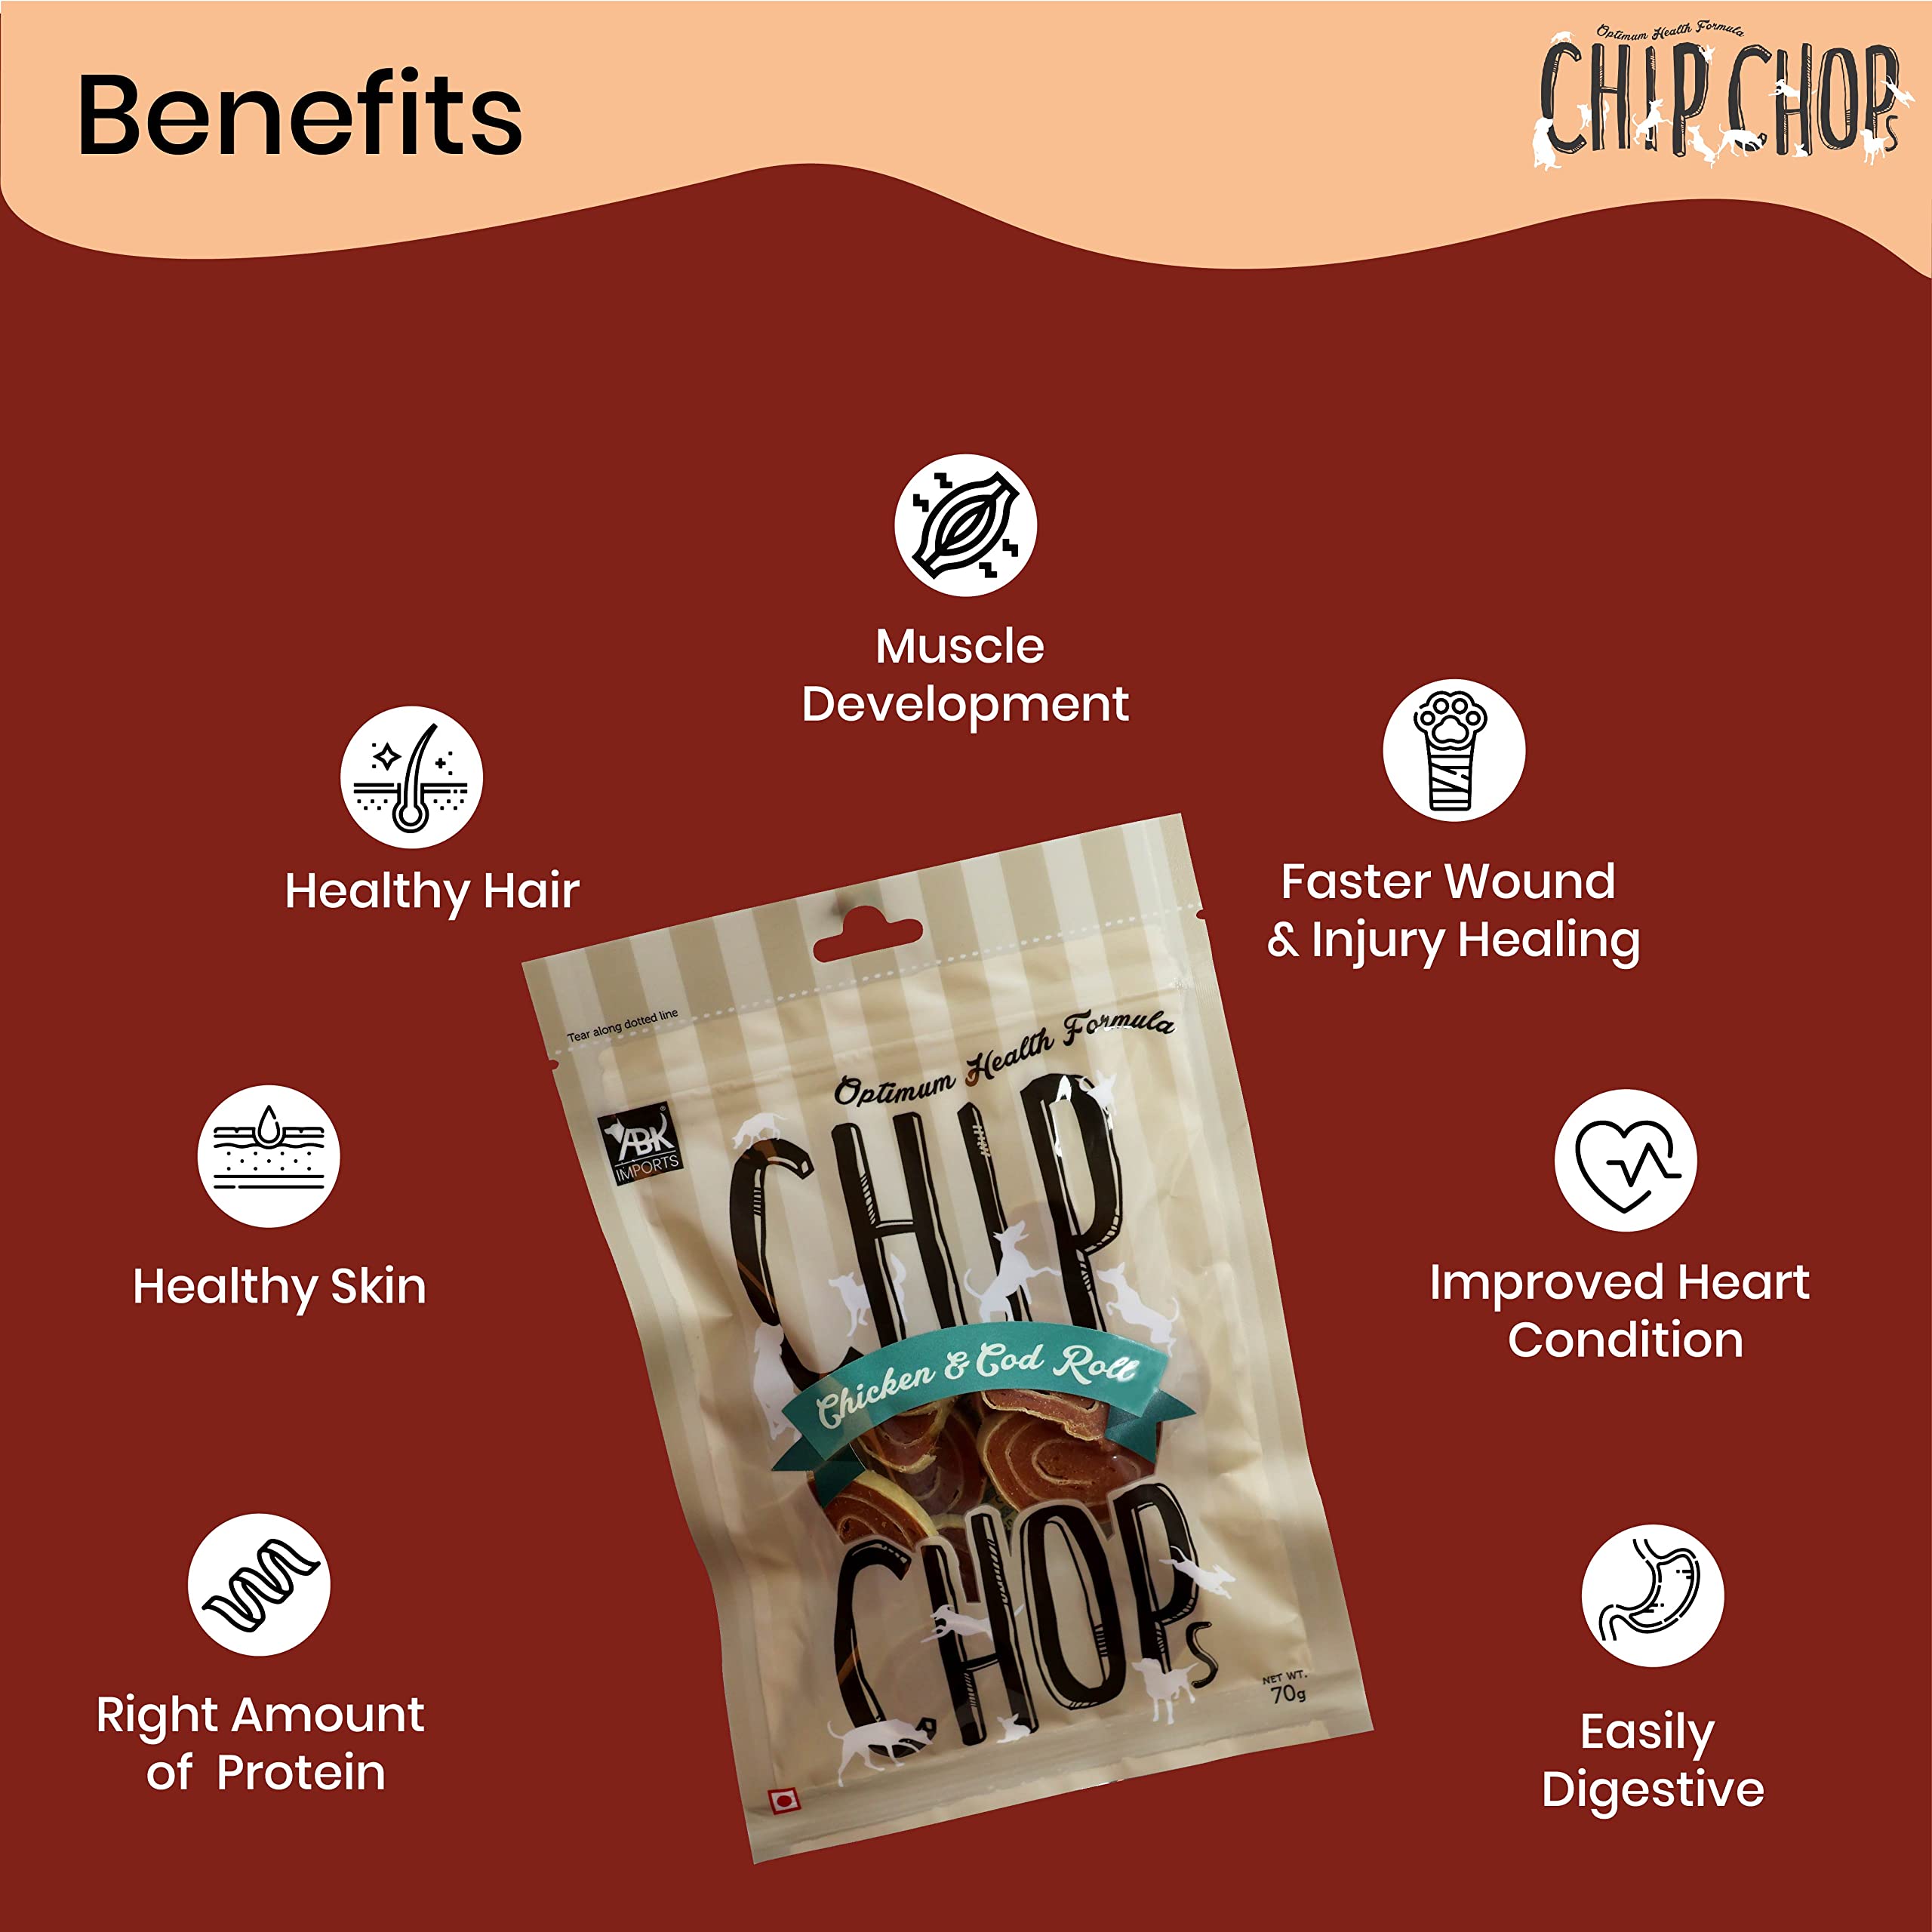 Benefits
Optimum Health Formula
CHIP CHOPs
Muscle
Development
Healthy Hair
Faster Wound
& Injury Healing
Healthy Skin
Improved Heart
Condition
Right Amount
of Protein
Easily
Digestive
Tear along dotted line
Optimum Health Formula
ABK®
IMPORTS
CHIP
Chicken & Cod Roll
CHOPs
NET WT.
70g